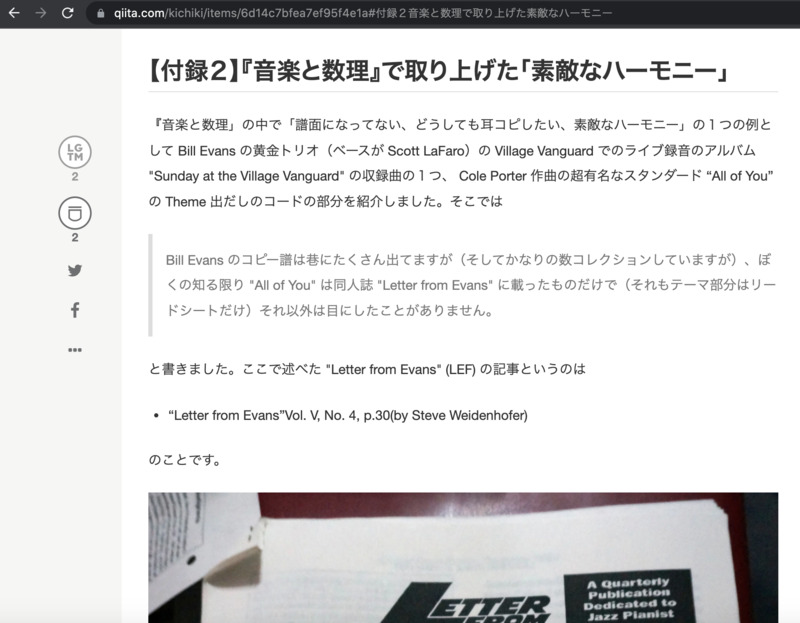 qiita.com/kichiki/items/6d14c7bfea7ef95f4e1a#付録２音楽と数理で取り上げた素敵なハーモニー
【付録２】『音楽と数理』で取り上げた「素敵なハーモニー」
LG
TM
2
2
『音楽と数理』の中で「譜面になってない、どうしても耳コピしたい、素敵なハーモニー」の１つの例と
して Bill Evans の黄金トリオ（ベースが Scott LaFaro）の Village Vanguard でのライブ録音のアルバム
"Sunday at the Village Vanguard" の収録曲の１つ、 Cole Porter 作曲の超有名なスタンダード “All of You”
の Theme 出だしのコードの部分を紹介しました。そこでは
Bill Evans のコピー譜は巷にたくさん出てますが（そしてかなりの数コレクションしていますが）、ぼ
くの知る限り "All of You" は同人誌 "Letter from Evans" に載ったものだけで（それもテーマ部分はリー
ドシートだけ）それ以外は目にしたことがありません。
と書きました。ここで述べた "Letter from Evans" (LEF) の記事というのは
• “Letter from Evans”Vol. V, No. 4, p.30(by Steve Weidenhofer)
のことです。
LETTER
FROM
A Quarterly
Publication
Dedicated to
Jazz Pianist